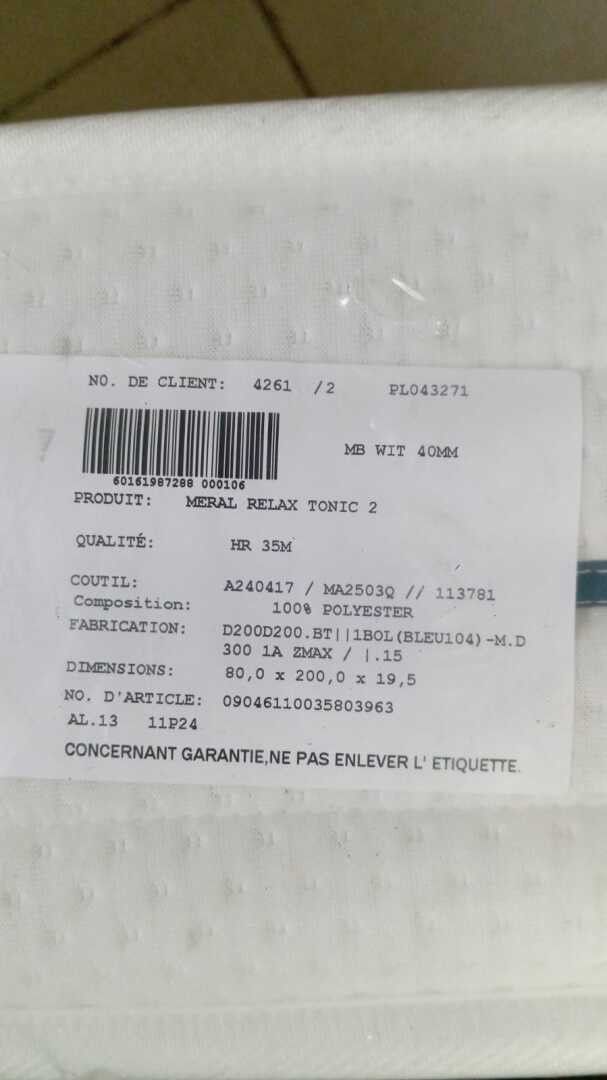 NO. DE CLIENT: 4261 /2 PL043271
MB WIT 40MM
60161987288 000106
PRODUIT: MERAL RELAX TONIC 2
QUALITÉ: HR 35M
COUTIL: A240417 / MA2503Q // 113781
Composition: 100% POLYESTER
FABRICATION: D200D200.BT||1BOL(BLEU104)-M.D
300 1A ZMAX / |.15
DIMENSIONS: 80,0 x 200,0 x 19,5
NO. D'ARTICLE: 09046110035803963
AL.13 11P24
CONCERNANT GARANTIE,NE PAS ENLEVER L' ETIQUETTE.